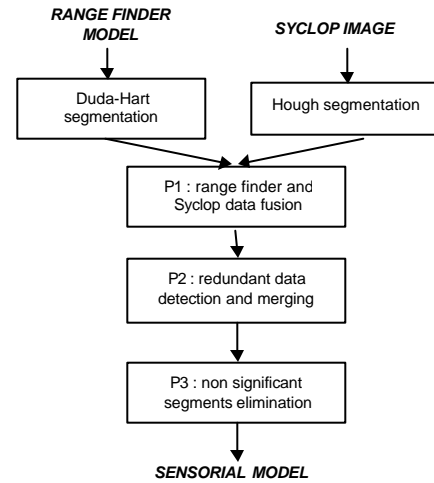 RANGE FINDER
MODEL
SYCLOP IMAGE
Duda-Hart
segmentation
Hough segmentation
P1 : range finder and
Syclop data fusion
P2 : redundant data
detection and merging
P3 : non significant
segments elimination
SENSORIAL MODEL